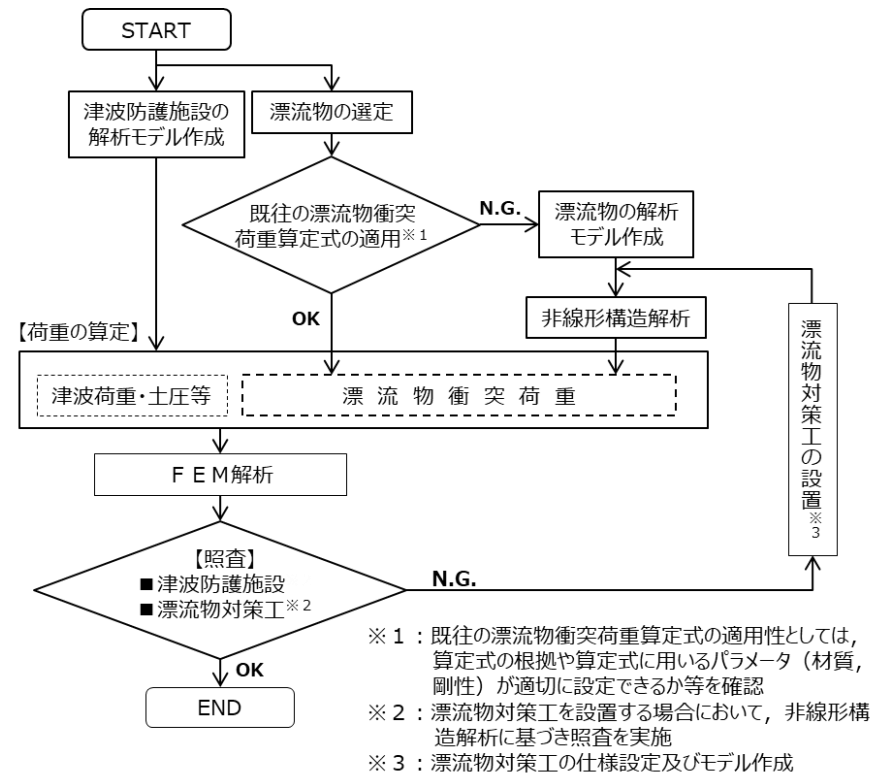 START
津波防護施設の
解析モデル作成
漂流物の選定
既往の漂流物衝突
荷重算定式の適用※1
N.G.
漂流物の解析
モデル作成
OK
非線形構造解析
漂流物対策工の設置※3
【荷重の算定】
津波荷重・土圧等
漂流物衝突荷重
ＦＥＭ解析
【照査】
■津波防護施設
■漂流物対策工※2
N.G.
OK
END
※１：既往の漂流物衝突荷重算定式の適用性としては，
算定式の根拠や算定式に用いるパラメータ（材質，
剛性）が適切に設定できるか等を確認
※２：漂流物対策工を設置する場合において，非線形構
造解析に基づき照査を実施
※３：漂流物対策工の仕様設定及びモデル作成